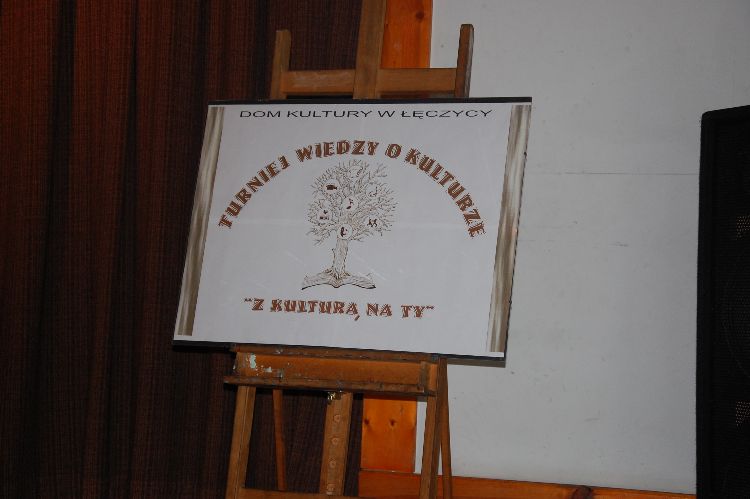 DOM KULTURY W ŁĘCZYCY
TURNIEJ WIEDZY O KULTURZE
"Z KULTURĄ NA TY"